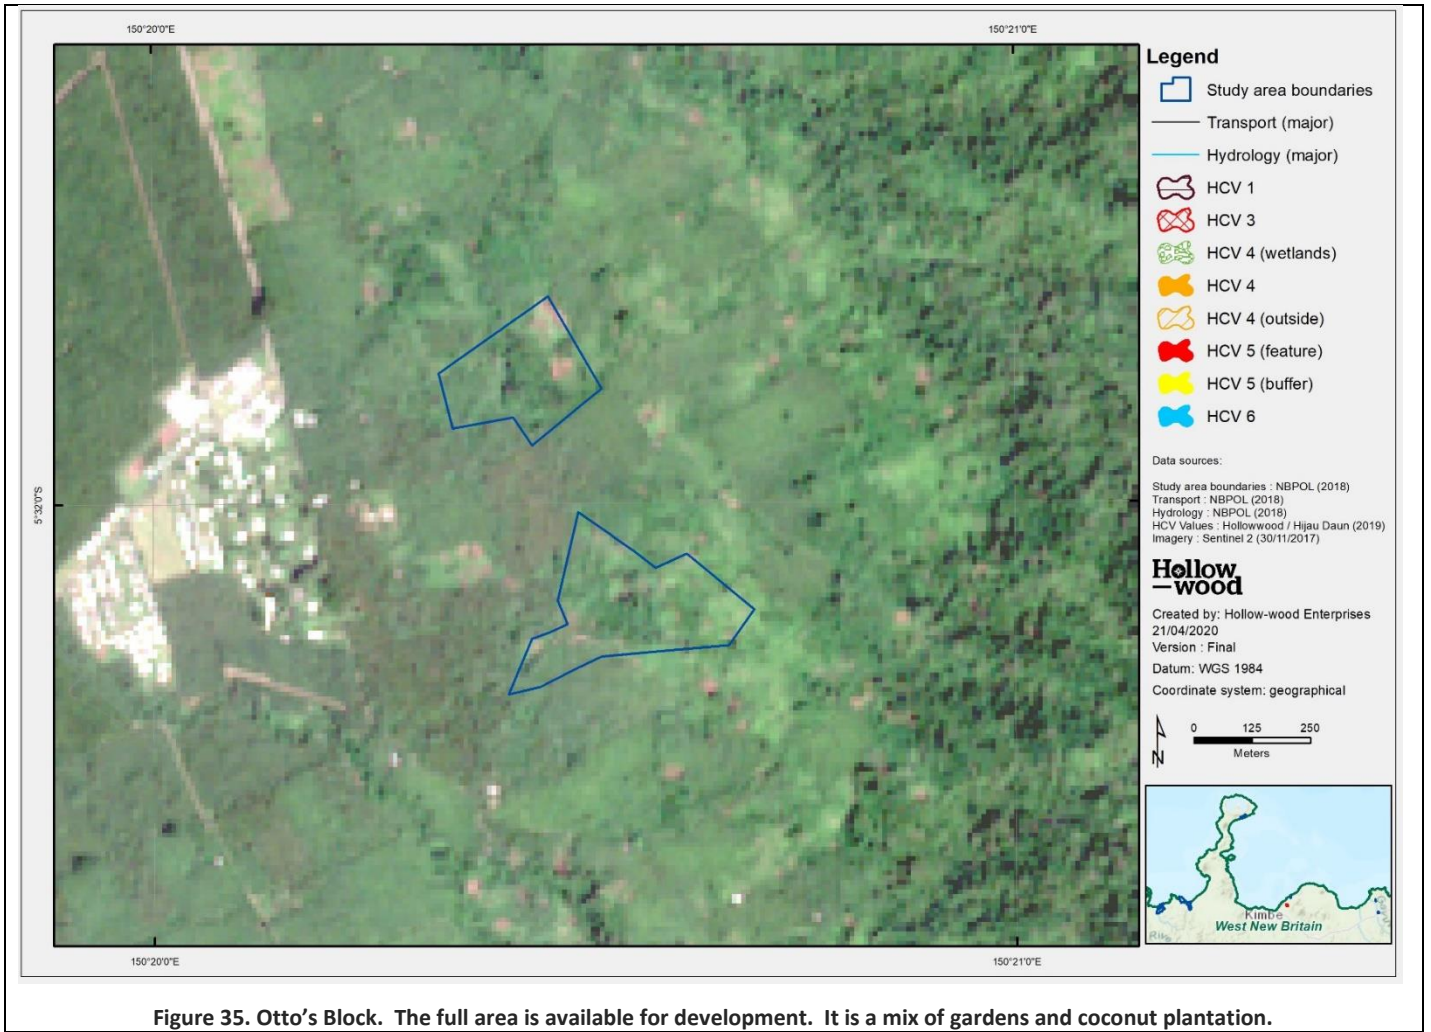 150°20'0"E
150°21'0"E
5°32'0"S
150°20'0"E
150°21'0"E
Legend
Study area boundaries
Transport (major)
Hydrology (major)
HCV 1
HCV 3
HCV 4 (wetlands)
HCV 4
HCV 4 (outside)
HCV 5 (feature)
HCV 5 (buffer)
HCV 6
Data sources:
Study area boundaries : NBPOL (2018)
Transport : NBPOL (2018)
Hydrology : NBPOL (2018)
HCV Values : Hollowwood / Hijau Daun (2019)
Imagery : Sentinel 2 (30/11/2017)
Hollow
—wood
Created by: Hollow-wood Enterprises
21/04/2020
Version : Final
Datum: WGS 1984
Coordinate system: geographical
N
0 125 250
Meters
Kimbe
West New Britain
Figure 35. Otto's Block.  The full area is available for development.  It is a mix of gardens and coconut plantation.